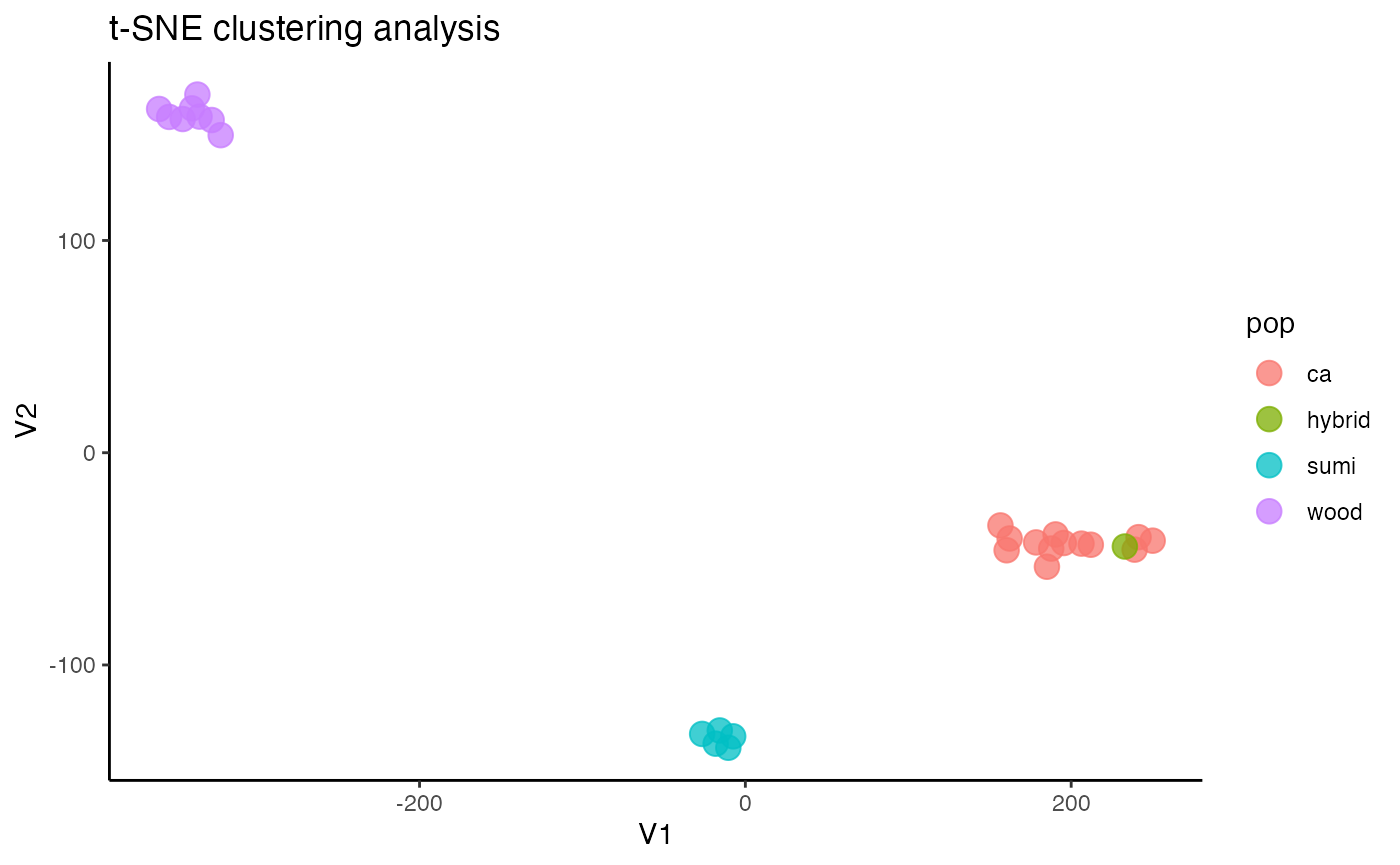 t-SNE clustering analysis
V2
100
0
-100
-200
0
200
V1
pop
ca
hybrid
sumi
wood